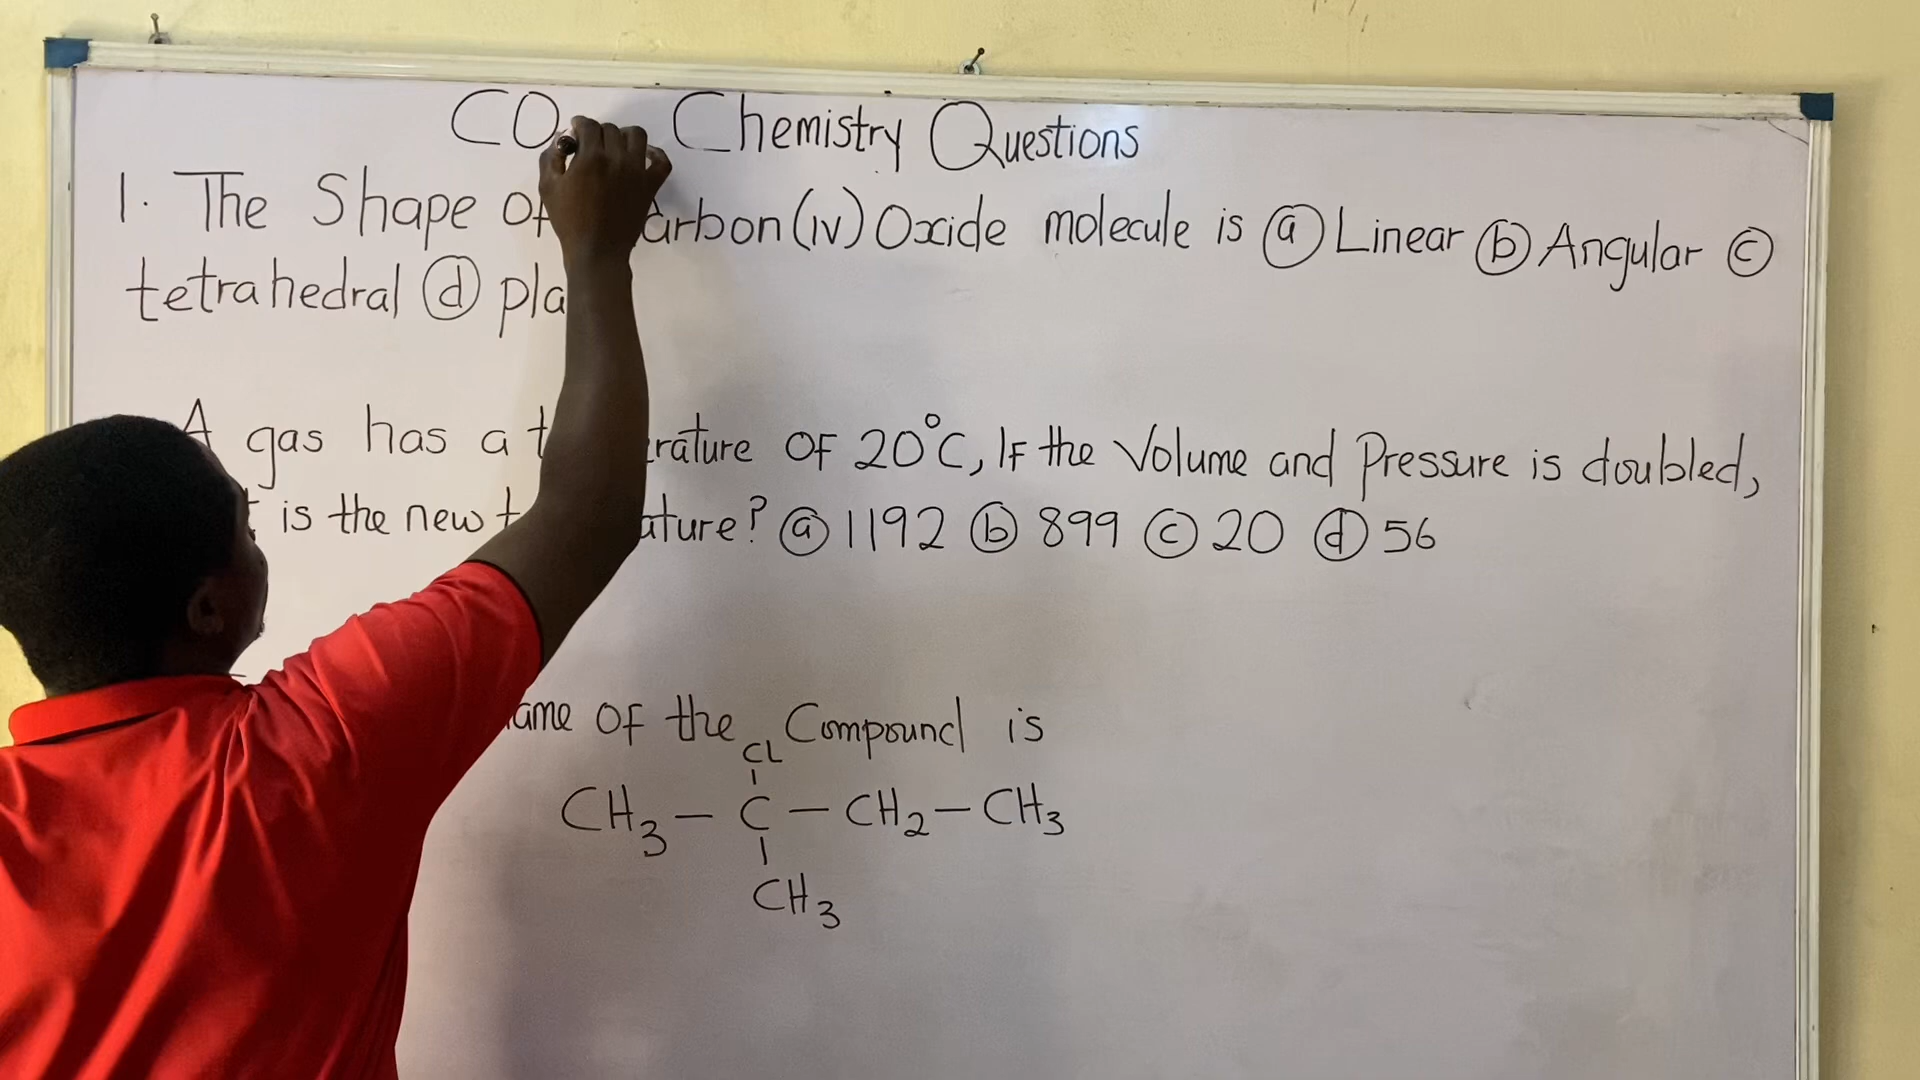 CO Chemistry Questions
1. The Shape of arbon(iv) Oxide molecule is ⓐ Linear ⓑ Angular ⓒ
tetrahedral ⓓ pla
A gas has a t rature OF 20°C, IF the Volume and Pressure is doubled,
is the new t ature? ⓐ 1192 ⓑ 899 ⓒ 20 ⓓ 56
ame OF the Compound is
CL
CH3 — C — CH2 — CH3
CH3